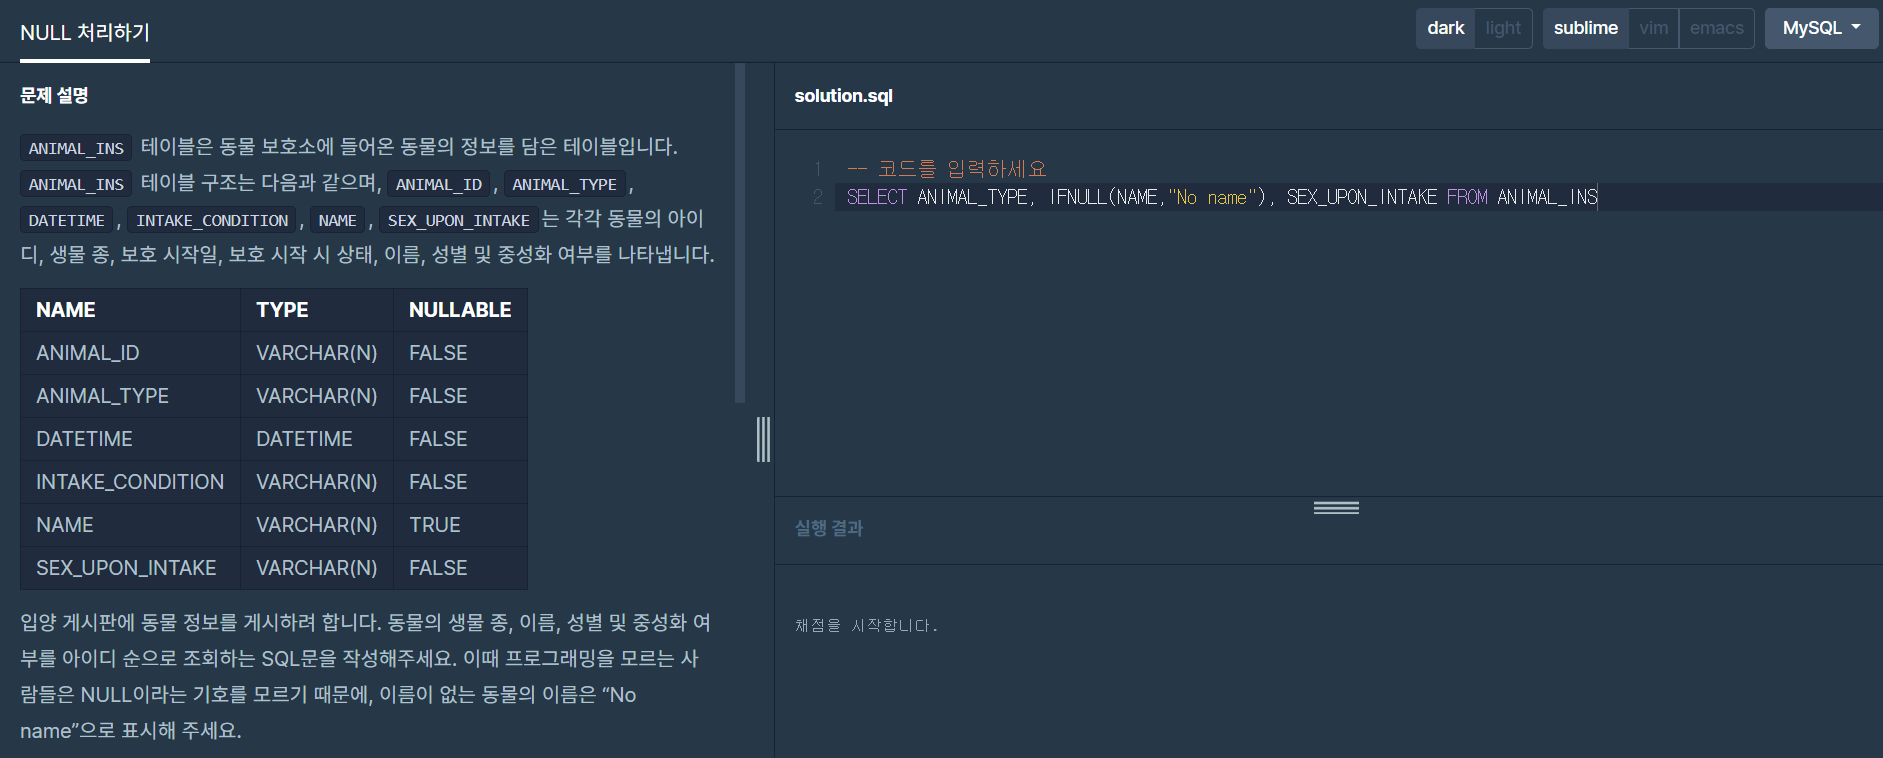 NULL 처리하기
dark light sublime vim emacs MySQL
문제 설명
ANIMAL_INS 테이블은 동물 보호소에 들어온 동물의 정보를 담은 테이블입니다.
ANIMAL_INS 테이블 구조는 다음과 같으며, ANIMAL_ID , ANIMAL_TYPE ,
DATETIME , INTAKE_CONDITION , NAME , SEX_UPON_INTAKE 는 각각 동물의 아이
디, 생물 종, 보호 시작일, 보호 시작 시 상태, 이름, 성별 및 중성화 여부를 나타냅니다.
NAME TYPE NULLABLE
ANIMAL_ID VARCHAR(N) FALSE
ANIMAL_TYPE VARCHAR(N) FALSE
DATETIME DATETIME FALSE
INTAKE_CONDITION VARCHAR(N) FALSE
NAME VARCHAR(N) TRUE
SEX_UPON_INTAKE VARCHAR(N) FALSE
입양 게시판에 동물 정보를 게시하려 합니다. 동물의 생물 종, 이름, 성별 및 중성화 여
부를 아이디 순으로 조회하는 SQL문을 작성해주세요. 이때 프로그래밍을 모르는 사
람들은 NULL이라는 기호를 모르기 때문에, 이름이 없는 동물의 이름은 “No
name”으로 표시해 주세요.
solution.sql
1 -- 코드를 입력하세요
2 SELECT ANIMAL_TYPE, IFNULL(NAME,"No name"), SEX_UPON_INTAKE FROM ANIMAL_INS
실행 결과
채점을 시작합니다.